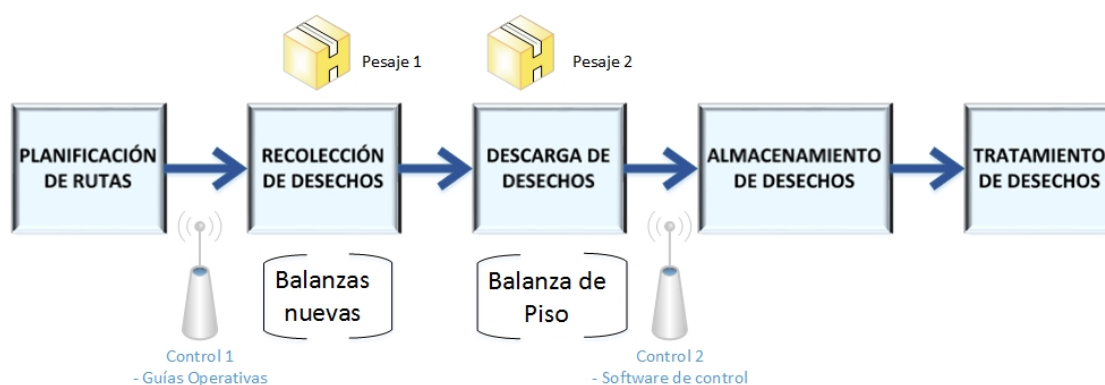 Pesaje 1
Pesaje 2
PLANIFICACIÓN
DE RUTAS
RECOLECCIÓN
DE DESECHOS
DESCARGA DE
DESECHOS
ALMACENAMIENTO
DE DESECHOS
TRATAMIENTO
DE DESECHOS
Balanzas
nuevas
Balanza de
Piso
Control 1
- Guías Operativas
Control 2
- Software de control